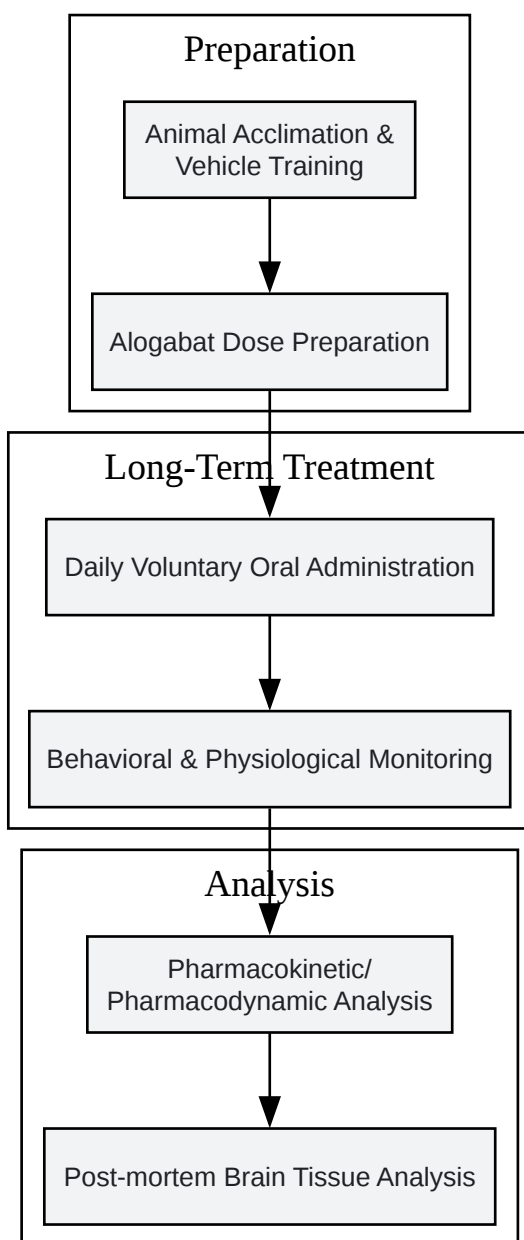 Preparation
Animal Acclimation &
Vehicle Training
Alogabat Dose Preparation
Long-Term Treatment
Daily Voluntary Oral Administration
Behavioral & Physiological Monitoring
Analysis
Pharmacokinetic/
Pharmacodynamic Analysis
Post-mortem Brain Tissue Analysis